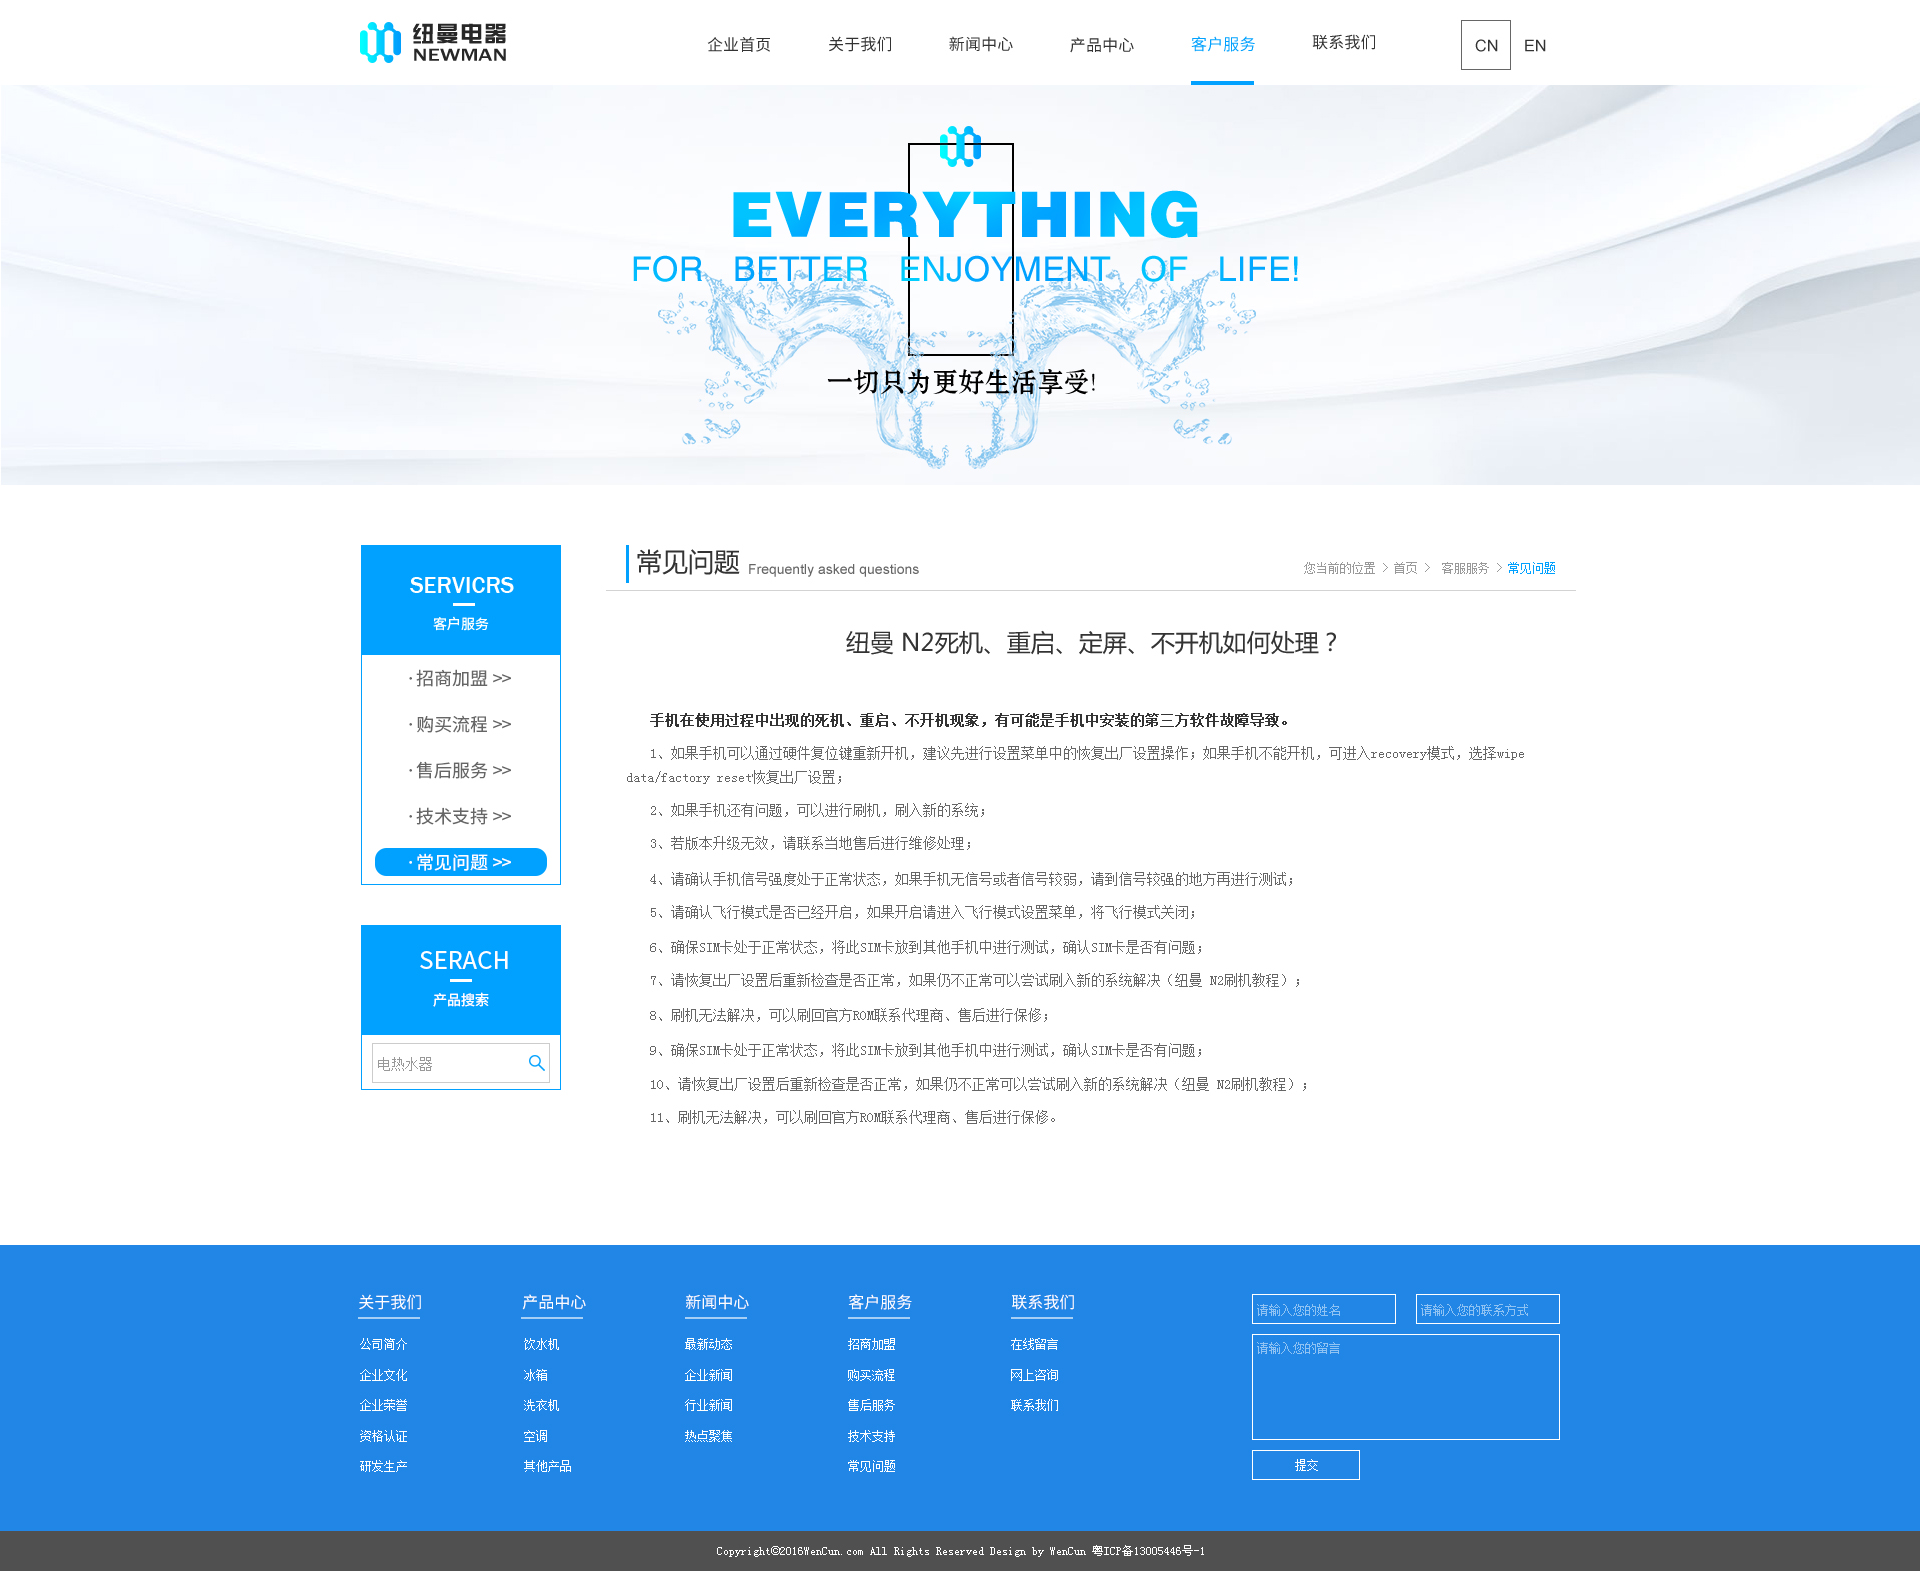 纽曼电器
NEWMAN
企业首页 关于我们 新闻中心 产品中心 客户服务 联系我们 CN EN
EVERYTHING
FOR BETTER ENJOYMENT OF LIFE!
一切只为更好生活享受!
SERVICRS
客户服务
·招商加盟 >>
·购买流程 >>
·售后服务 >>
·技术支持 >>
·常见问题 >>
SERACH
产品搜索
电热水器
常见问题 Frequently asked questions
您当前的位置 > 首页 > 客服服务 > 常见问题
纽曼 N2死机、重启、定屏、不开机如何处理？
手机在使用过程中出现的死机、重启、不开机现象，有可能是手机中安装的第三方软件故障导致。
1、如果手机可以通过硬件复位键重新开机，建议先进行设置菜单中的恢复出厂设置操作；如果手机不能开机，可进入recovery模式，选择wipe
data/factory reset恢复出厂设置；
2、如果手机还有问题，可以进行刷机，刷入新的系统；
3、若版本升级无效，请联系当地售后进行维修处理；
4、请确认手机信号强度处于正常状态，如果手机无信号或者信号较弱，请到信号较强的地方再进行测试；
5、请确认飞行模式是否已经开启，如果开启请进入飞行模式设置菜单，将飞行模式关闭；
6、确保SIM卡处于正常状态，将此SIM卡放到其他手机中进行测试，确认SIM卡是否有问题；
7、请恢复出厂设置后重新检查是否正常，如果仍不正常可以尝试刷入新的系统解决（纽曼 N2刷机教程）；
8、刷机无法解决，可以刷回官方ROM联系代理商、售后进行保修；
9、确保SIM卡处于正常状态，将此SIM卡放到其他手机中进行测试，确认SIM卡是否有问题；
10、请恢复出厂设置后重新检查是否正常，如果仍不正常可以尝试刷入新的系统解决（纽曼 N2刷机教程）；
11、刷机无法解决，可以刷回官方ROM联系代理商、售后进行保修。
关于我们
公司简介
企业文化
企业荣誉
资格认证
研发生产
产品中心
饮水机
冰箱
洗衣机
空调
其他产品
新闻中心
最新动态
企业新闻
行业新闻
热点聚焦
客户服务
招商加盟
购买流程
售后服务
技术支持
常见问题
联系我们
在线留言
网上咨询
联系我们
请输入您的姓名 请输入您的联系方式
请输入您的留言
提交
Copyright©2016WenCun.com All Rights Reserved Design by WenCun 粤ICP备13005446号-1